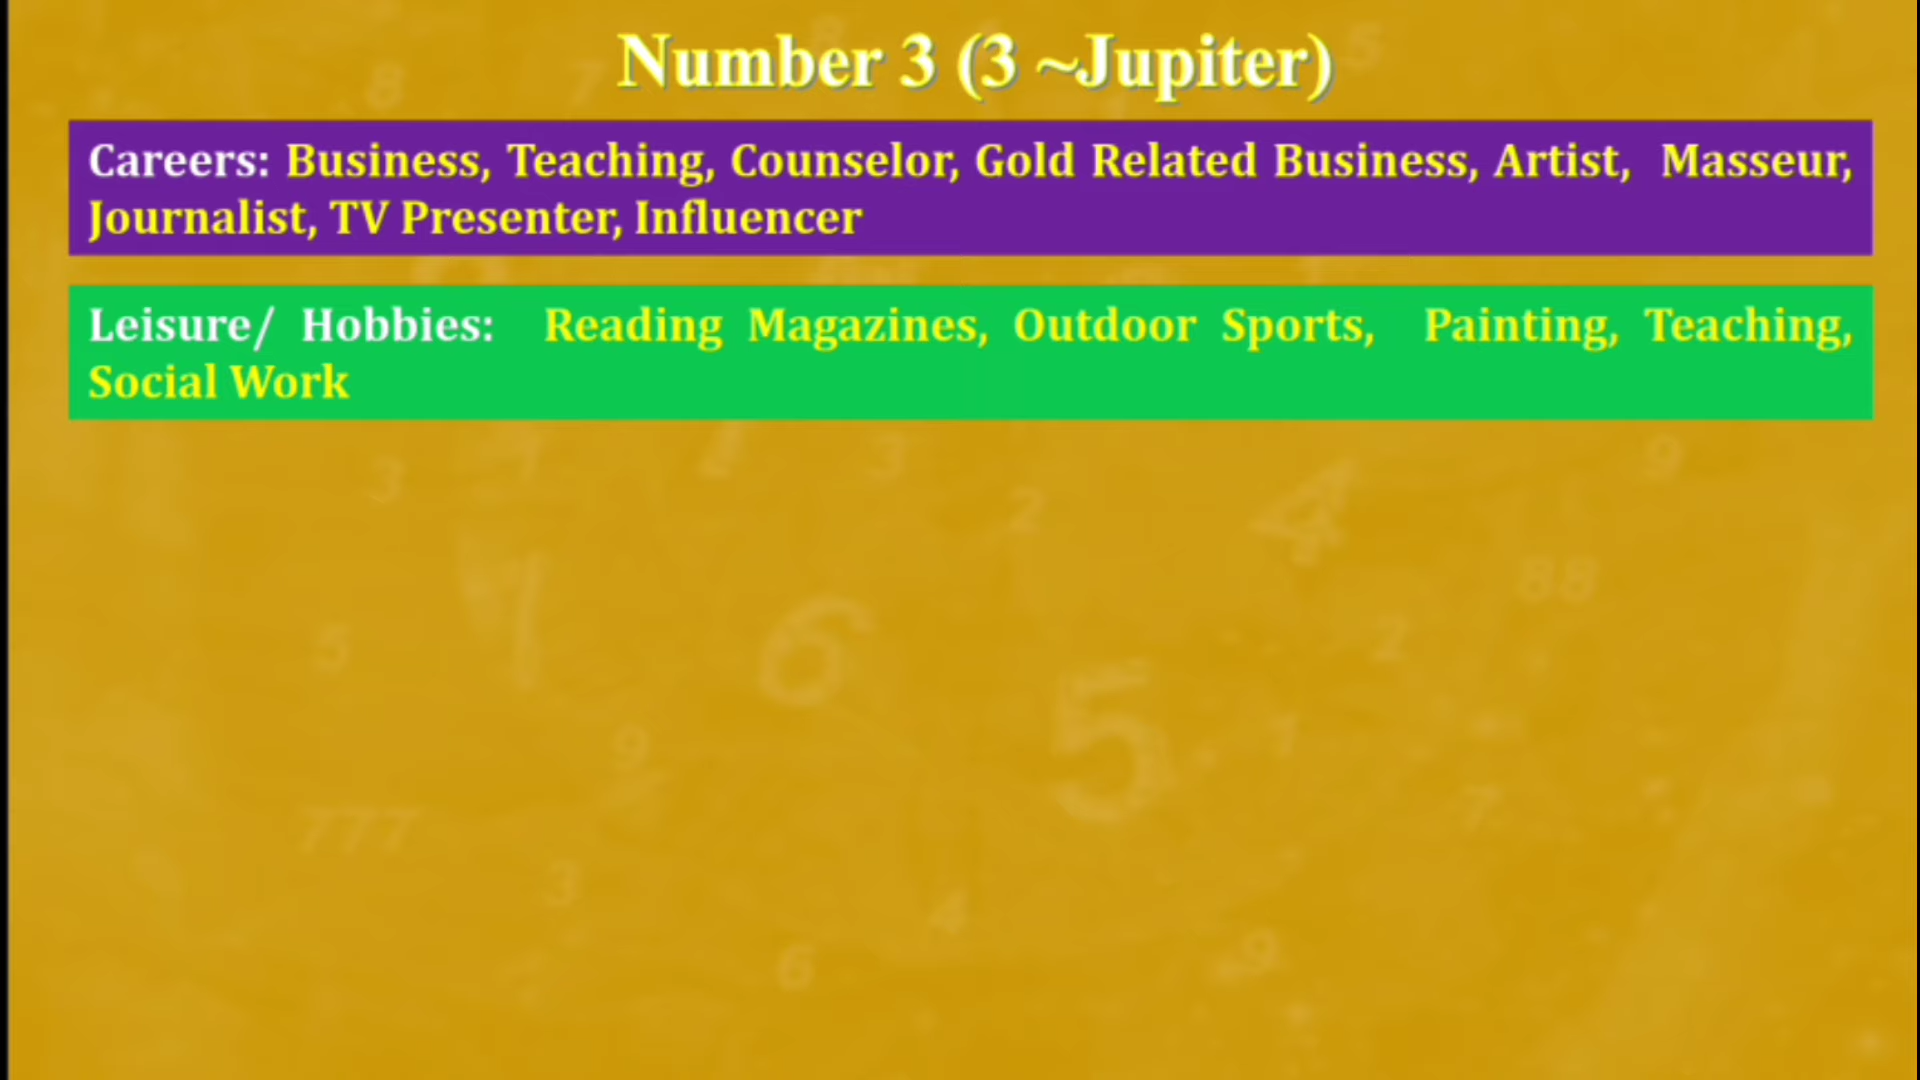 Number 3 (3 ~Jupiter)
Careers: Business, Teaching, Counselor, Gold Related Business, Artist, Masseur,
Journalist, TV Presenter, Influencer
Leisure/ Hobbies: Reading Magazines, Outdoor Sports, Painting, Teaching,
Social Work